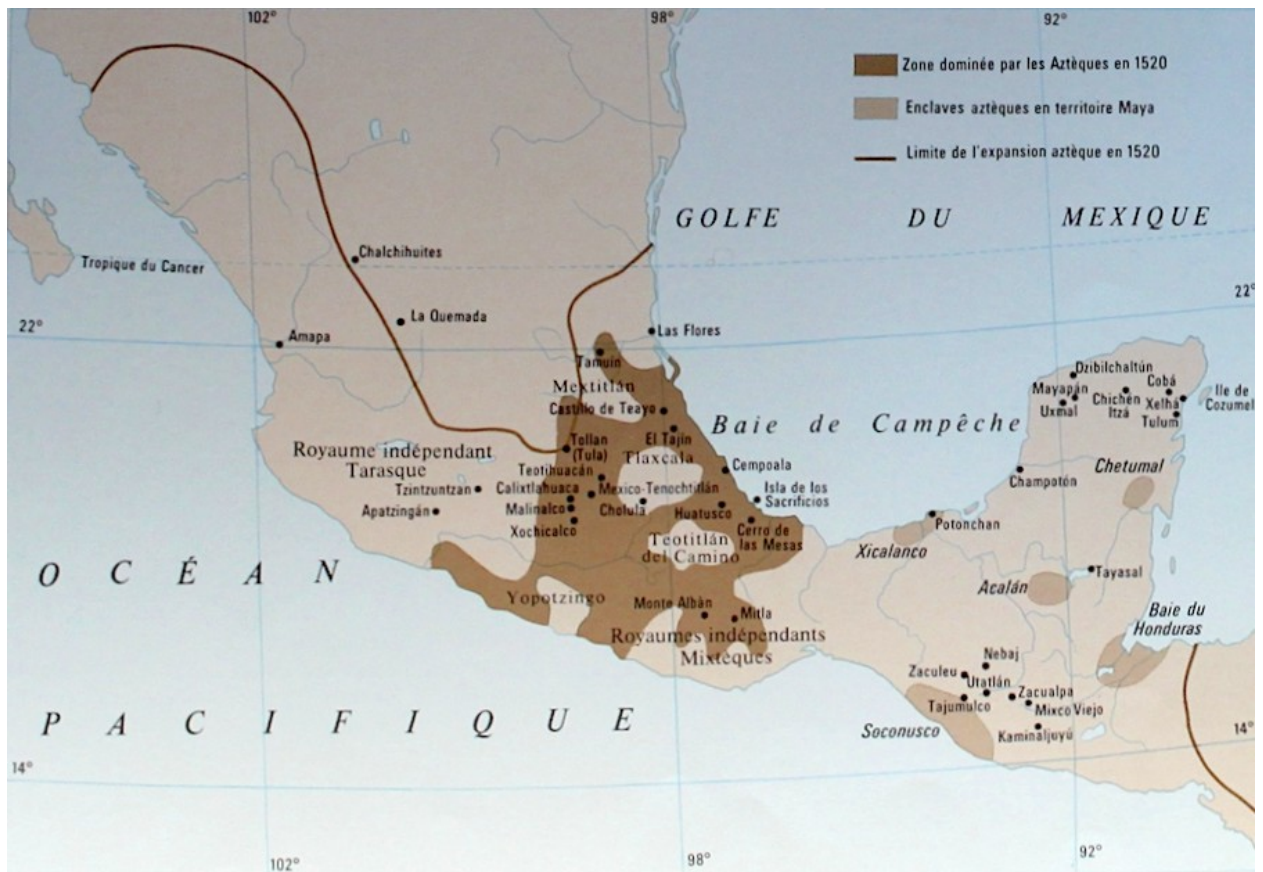 102°
98°
92°
Zone dominée par les Aztèques en 1520
Enclaves aztèques en territoire Maya
Limite de l'expansion aztèque en 1520
GOLFE DU MEXIQUE
Chalchihuites
Tropique du Cancer
22°
22°
La Quemada
Amapa
Las Flores
Tamuín
Mextitlán
Castillo de Teayo
El Tajín
Baie de Campêche
Dzibilchaltún
Mayapán
Uxmal
Chichén
Itzá
Cobá
Xelhá
Tulum
Ile de
Cozumel
Tollan
(Tula)
Tlaxcala
Royaume indépendant
Tarasque
Teotihuacán
Cempoala
Tzintzuntzan
Calixtlahuaca
Mexico-Tenochtitlán
Isla de los
Sacrificios
Champotón
Chetumal
Apatzingán
Malinalco
Cholula
Huatusco
Xochicalco
Cerro de
las Mesas
Teotitlán
del Camino
Potonchan
Xicalanco
OCÉAN
Yopotzingo
Acalán
Tayasal
Monte Albán
Mitla
Baie du
Honduras
Royaumes indépendants
Mixtèques
Nebaj
Zaculeu
Utatlán
Zacualpa
Tajumulco
Mixco Viejo
PACIFIQUE
Soconusco
Kaminaljuyú
14°
14°
102°
98°
92°